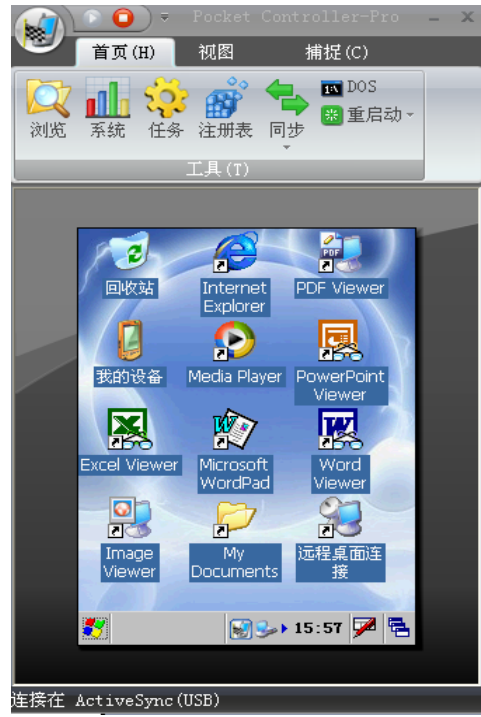 Pocket Controller-Pro
首页(H) 视图 捕捉(C)
DOS
浏览 系统 任务 注册表 同步 重启动
工具(T)
回收站
Internet Explorer
PDF Viewer
我的设备
Media Player
PowerPoint Viewer
Excel Viewer
Microsoft WordPad
Word Viewer
Image Viewer
My Documents
远程桌面连接
15:57
连接在 ActiveSync(USB)